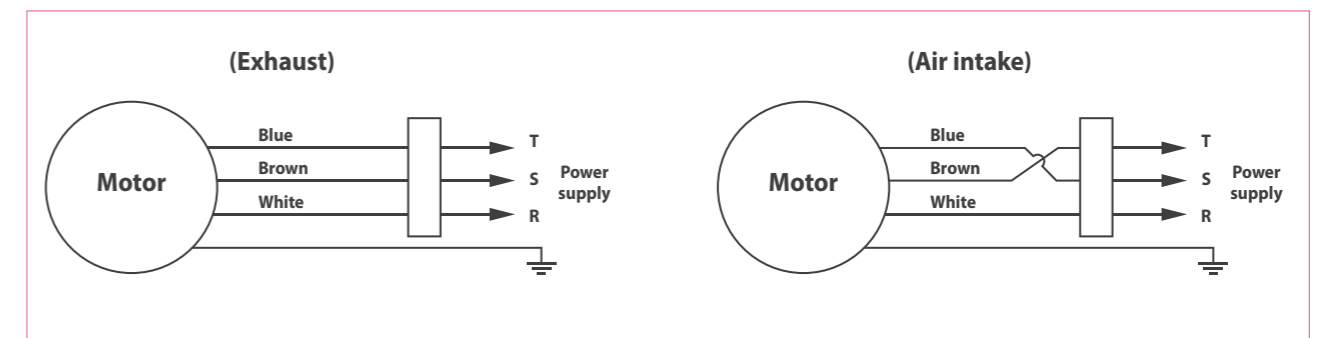 (Exhaust)
Motor
Blue
Brown
White
T
S
R
Power
supply
(Air intake)
Motor
Blue
Brown
White
T
S
R
Power
supply